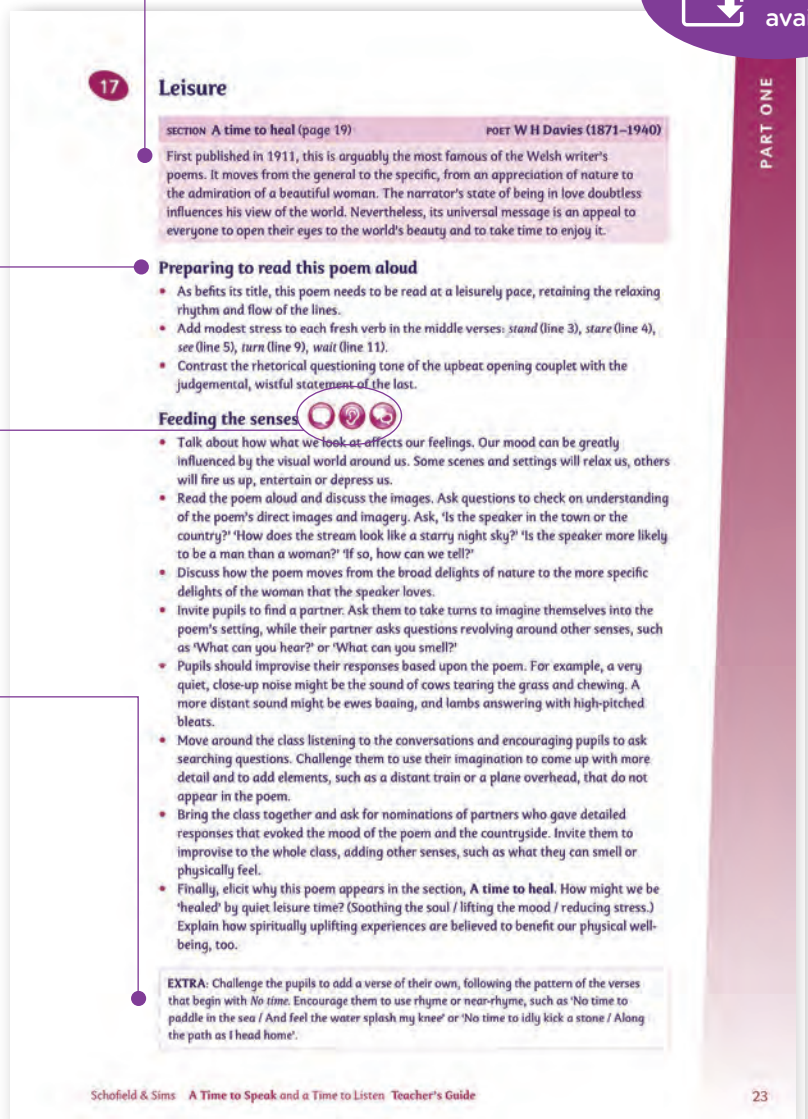 avai
PART ONE
17
Leisure
SECTION A time to heal (page 19) POET W H Davies (1871–1940)
First published in 1911, this is arguably the most famous of the Welsh writer's
poems. It moves from the general to the specific, from an appreciation of nature to
the admiration of a beautiful woman. The narrator's state of being in love doubtless
influences his view of the world. Nevertheless, its universal message is an appeal to
everyone to open their eyes to the world's beauty and to take time to enjoy it.
Preparing to read this poem aloud
• As befits its title, this poem needs to be read at a leisurely pace, retaining the relaxing
rhythm and flow of the lines.
• Add modest stress to each fresh verb in the middle verses: stand (line 3), stare (line 4),
see (line 5), turn (line 9), wait (line 11).
• Contrast the rhetorical questioning tone of the upbeat opening couplet with the
judgemental, wistful statement of the last.
Feeding the senses
• Talk about how what we look at affects our feelings. Our mood can be greatly
influenced by the visual world around us. Some scenes and settings will relax us, others
will fire us up, entertain or depress us.
• Read the poem aloud and discuss the images. Ask questions to check on understanding
of the poem's direct images and imagery. Ask, 'Is the speaker in the town or the
country?' 'How does the stream look like a starry night sky?' 'Is the speaker more likely
to be a man than a woman?' 'If so, how can we tell?'
• Discuss how the poem moves from the broad delights of nature to the more specific
delights of the woman that the speaker loves.
• Invite pupils to find a partner. Ask them to take turns to imagine themselves into the
poem's setting, while their partner asks questions revolving around other senses, such
as 'What can you hear?' or 'What can you smell?'
• Pupils should improvise their responses based upon the poem. For example, a very
quiet, close-up noise might be the sound of cows tearing the grass and chewing. A
more distant sound might be ewes baaing, and lambs answering with high-pitched
bleats.
• Move around the class listening to the conversations and encouraging pupils to ask
searching questions. Challenge them to use their imagination to come up with more
detail and to add elements, such as a distant train or a plane overhead, that do not
appear in the poem.
• Bring the class together and ask for nominations of partners who gave detailed
responses that evoked the mood of the poem and the countryside. Invite them to
improvise to the whole class, adding other senses, such as what they can smell or
physically feel.
• Finally, elicit why this poem appears in the section, A time to heal. How might we be
'healed' by quiet leisure time? (Soothing the soul / lifting the mood / reducing stress.)
Explain how spiritually uplifting experiences are believed to benefit our physical well-
being, too.
EXTRA: Challenge the pupils to add a verse of their own, following the pattern of the verses
that begin with No time. Encourage them to use rhyme or near-rhyme, such as 'No time to
paddle in the sea / And feel the water splash my knee' or 'No time to idly kick a stone / Along
the path as I head home'.
Schofield & Sims A Time to Speak and a Time to Listen Teacher's Guide
23